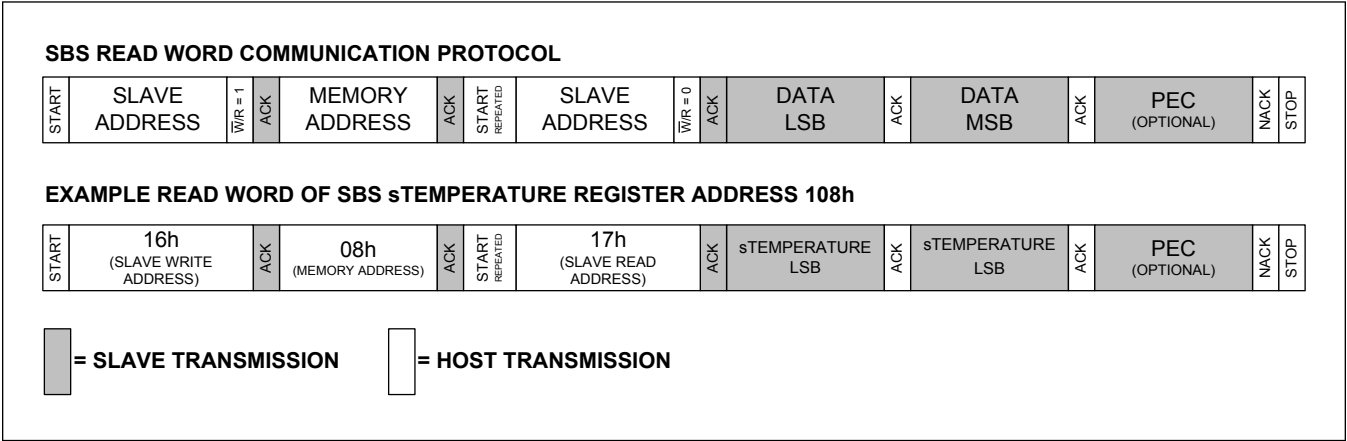 SBS READ WORD COMMUNICATION PROTOCOL
START
SLAVE
ADDRESS
W̅/R = 1
ACK
MEMORY
ADDRESS
ACK
START
REPEATED
SLAVE
ADDRESS
W̅/R = 0
ACK
DATA
LSB
ACK
DATA
MSB
ACK
PEC
(OPTIONAL)
NACK
STOP
EXAMPLE READ WORD OF SBS sTEMPERATURE REGISTER ADDRESS 108h
START
16h
(SLAVE WRITE
ADDRESS)
ACK
08h
(MEMORY ADDRESS)
ACK
START
REPEATED
17h
(SLAVE READ
ADDRESS)
ACK
sTEMPERATURE
LSB
ACK
sTEMPERATURE
LSB
ACK
PEC
(OPTIONAL)
NACK
STOP
= SLAVE TRANSMISSION
= HOST TRANSMISSION